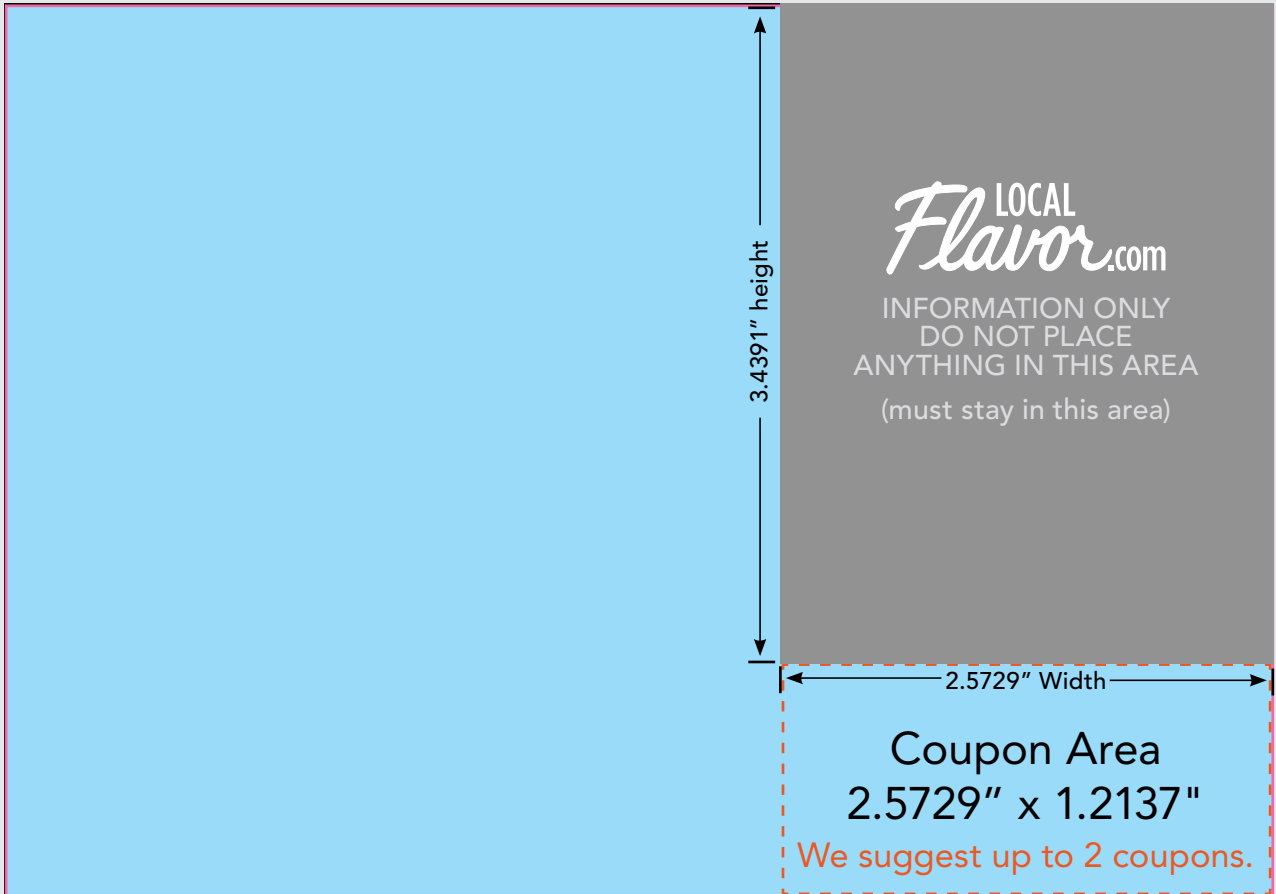 3.4391” height
LOCAL
Flavor.com
INFORMATION ONLY
DO NOT PLACE
ANYTHING IN THIS AREA
(must stay in this area)
2.5729” Width
Coupon Area
2.5729” x 1.2137"
We suggest up to 2 coupons.